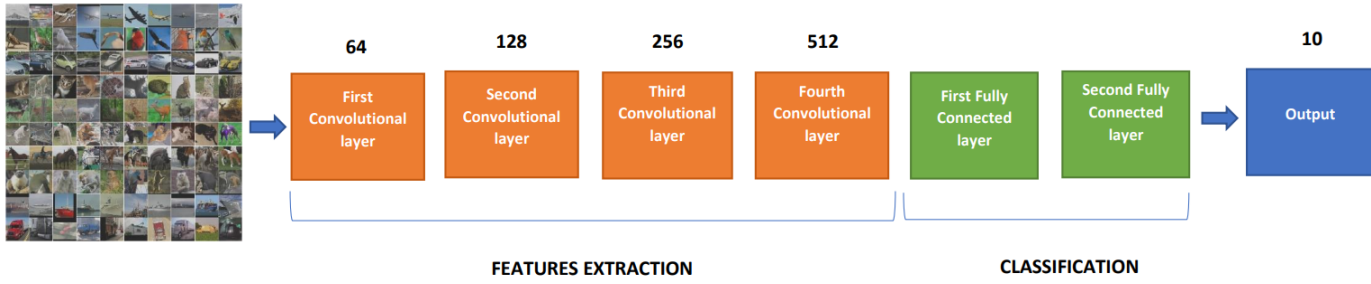 64
128
256
512
10
First
Convolutional
layer
Second
Convolutional
layer
Third
Convolutional
layer
Fourth
Convolutional
layer
First Fully
Connected
layer
Second Fully
Connected
layer
Output
FEATURES EXTRACTION
CLASSIFICATION